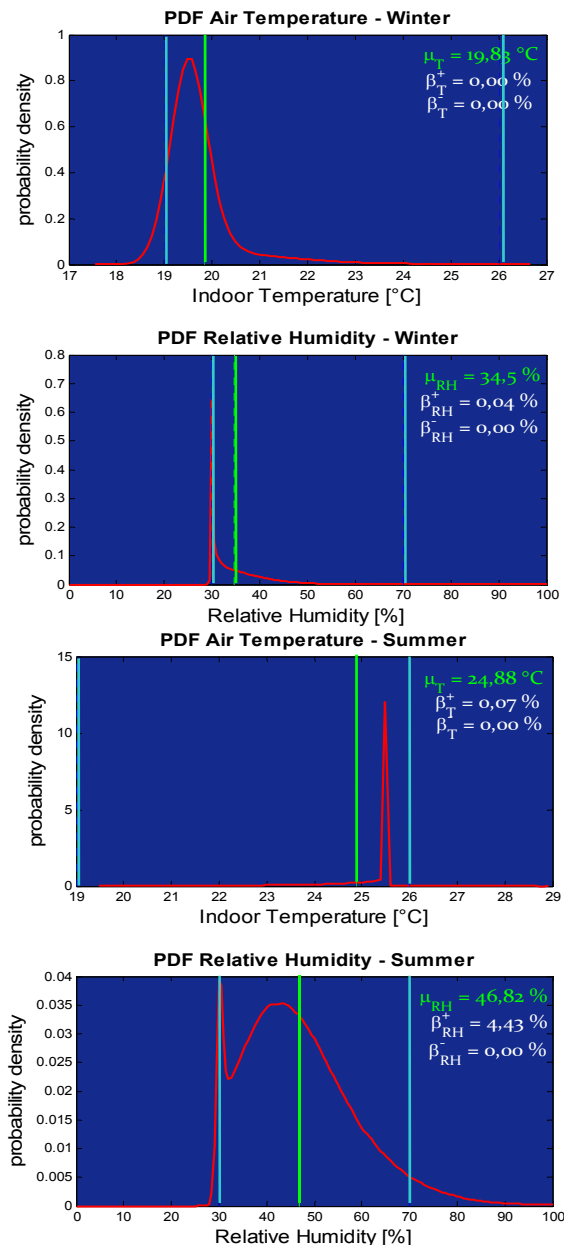 PDF Air Temperature - Winter
μT = 19,83 °C
β+T = 0,00 %
β-T = 0,00 %
probability density
1
0.8
0.6
0.4
0.2
0
17 18 19 20 21 22 23 24 25 26 27
Indoor Temperature [°C]
PDF Relative Humidity - Winter
μRH = 34,5 %
β+RH = 0,04 %
β-RH = 0,00 %
probability density
0.8
0.7
0.6
0.5
0.4
0.3
0.2
0.1
0
0 10 20 30 40 50 60 70 80 90 100
Relative Humidity [%]
PDF Air Temperature - Summer
μT = 24,88 °C
β+T = 0,07 %
β-T = 0,00 %
probability density
15
10
5
0
19 20 21 22 23 24 25 26 27 28 29
Indoor Temperature [°C]
PDF Relative Humidity - Summer
μRH = 46,82 %
β+RH = 4,43 %
β-RH = 0,00 %
probability density
0.04
0.035
0.03
0.025
0.02
0.015
0.01
0.005
0
0 10 20 30 40 50 60 70 80 90 100
Relative Humidity [%]